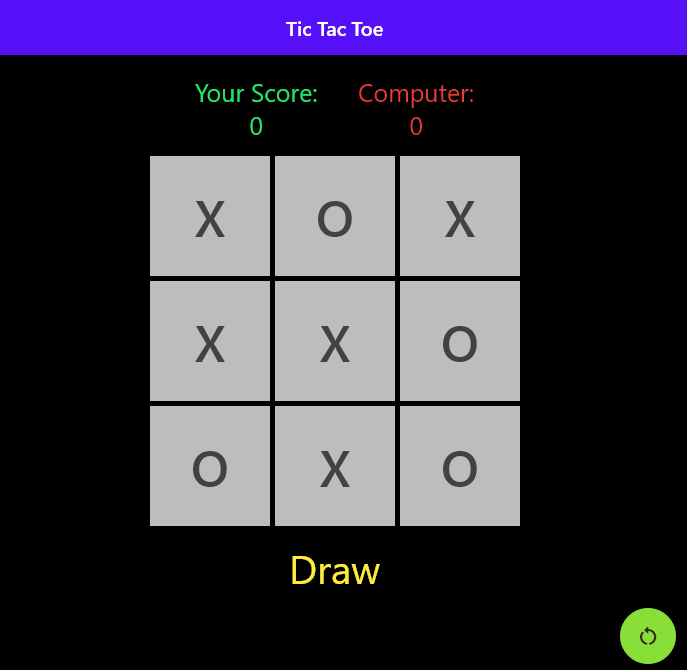 Tic Tac Toe
Your Score: Computer:
0 0
X O X
X X O
O X O
Draw